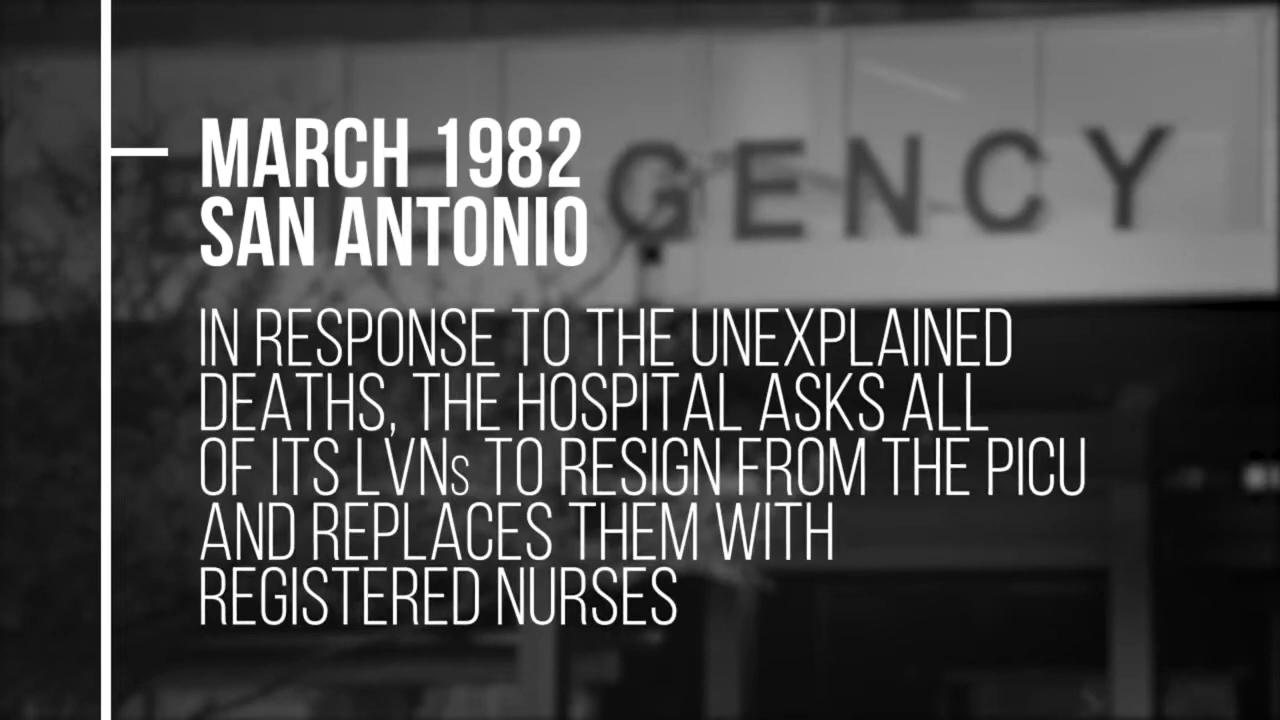 MARCH 1982
SAN ANTONIO
IN RESPONSE TO THE UNEXPLAINED
DEATHS, THE HOSPITAL ASKS ALL
OF ITS LVNs TO RESIGN FROM THE PICU
AND REPLACES THEM WITH
REGISTERED NURSES
GENCY